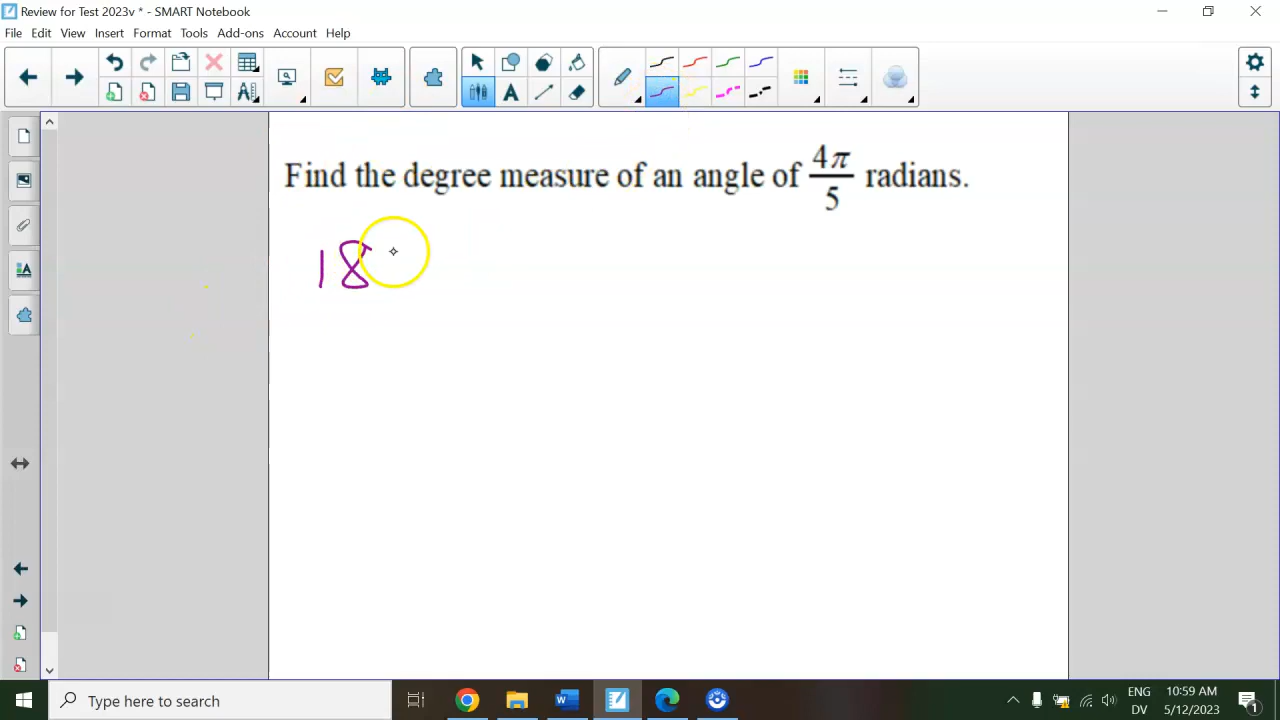 Review for Test 2023v * - SMART Notebook
File Edit View Insert Format Tools Add-ons Account Help
Find the degree measure of an angle of 4π/5 radians.
18
Type here to search
ENG 10:59 AM
DV 5/12/2023
1